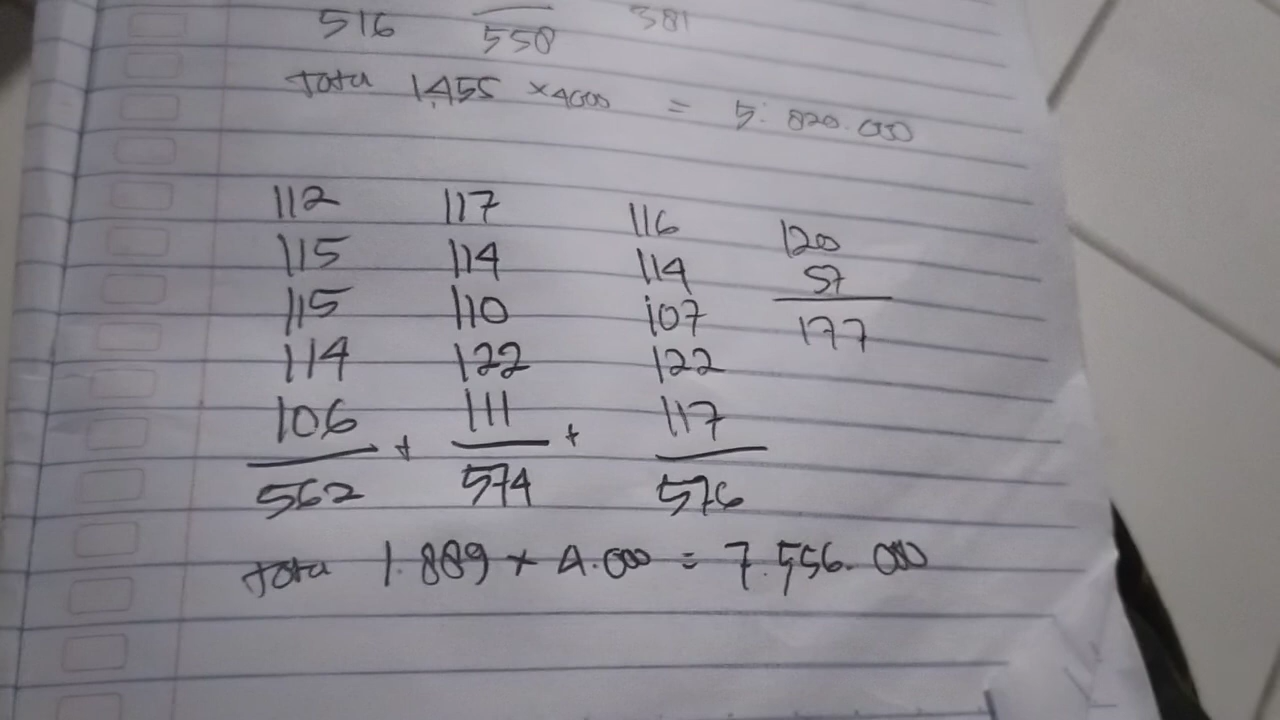 516 550 381
Total 1.455 × 4000 = 5.820.000
112 117 116 120
115 114 114 57
115 110 107 177
114 122 122
106 + 111 + 117
562 574 576
Total 1.889 × 4.000 = 7.556.000